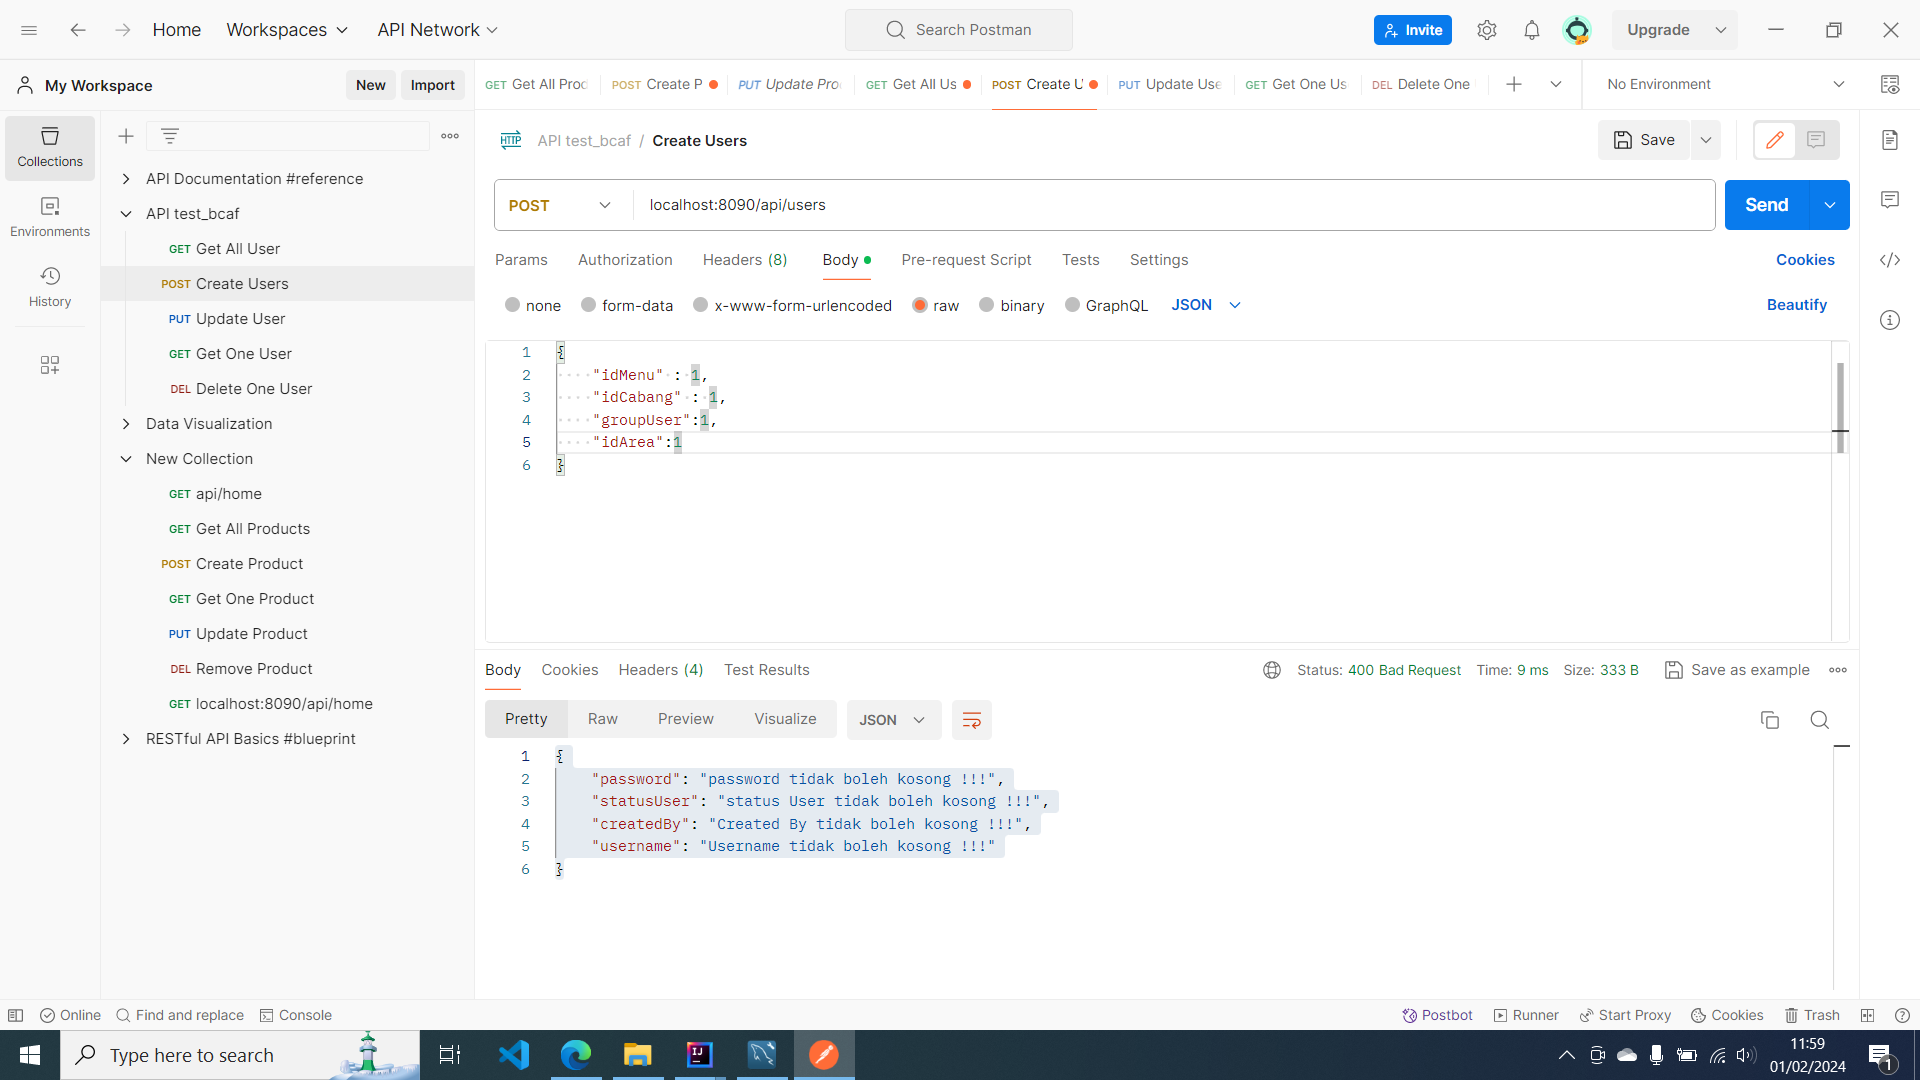 Home
Workspaces
API Network
Search Postman
Invite
Upgrade
My Workspace
New
Import
GET Get All Prod
POST Create P
PUT Update Pro
GET Get All Us
POST Create U
PUT Update Use
GET Get One Us
DEL Delete One
No Environment
Collections
Environments
History
API Documentation #reference
API test_bcaf
GET Get All User
POST Create Users
PUT Update User
GET Get One User
DEL Delete One User
Data Visualization
New Collection
GET api/home
GET Get All Products
POST Create Product
GET Get One Product
PUT Update Product
DEL Remove Product
GET localhost:8090/api/home
RESTful API Basics #blueprint
HTTP API test_bcaf / Create Users
Save
POST
localhost:8090/api/users
Send
Params
Authorization
Headers (8)
Body
Pre-request Script
Tests
Settings
Cookies
none
form-data
x-www-form-urlencoded
raw
binary
GraphQL
JSON
Beautify
1 {
2 "idMenu" : 1,
3 "idCabang" : 1,
4 "groupUser":1,
5 "idArea":1
6 }
Body
Cookies
Headers (4)
Test Results
Status: 400 Bad Request
Time: 9 ms
Size: 333 B
Save as example
Pretty
Raw
Preview
Visualize
JSON
1 {
2 "password": "password tidak boleh kosong !!!",
3 "statusUser": "status User tidak boleh kosong !!!",
4 "createdBy": "Created By tidak boleh kosong !!!",
5 "username": "Username tidak boleh kosong !!!"
6 }
Online
Find and replace
Console
Postbot
Runner
Start Proxy
Cookies
Trash
Type here to search
IJ
11:59
01/02/2024
1